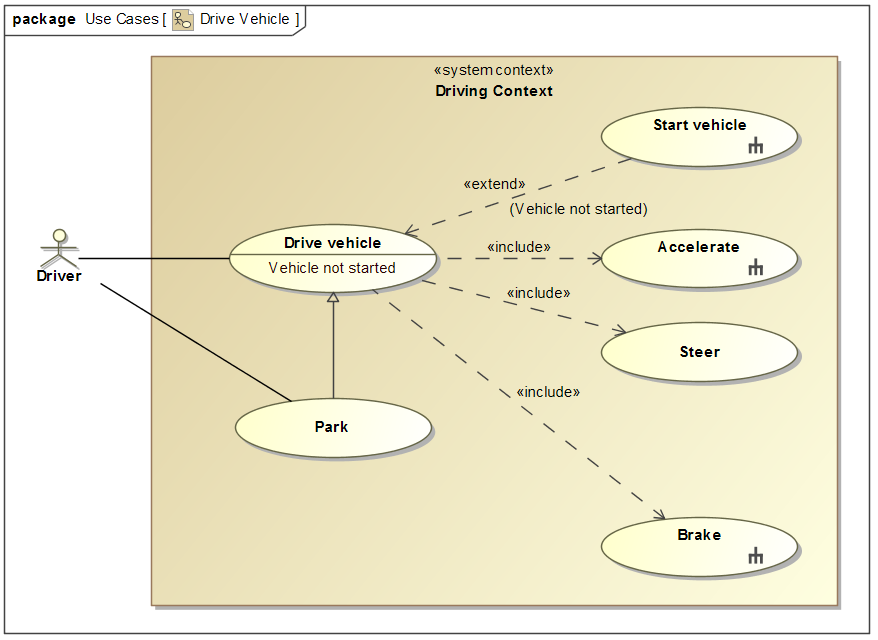 package Use Cases [ Drive Vehicle ]
«system context»
Driving Context
Start vehicle
«extend»
(Vehicle not started)
Drive vehicle
Vehicle not started
«include»
Accelerate
Driver
«include»
Steer
«include»
Park
Brake